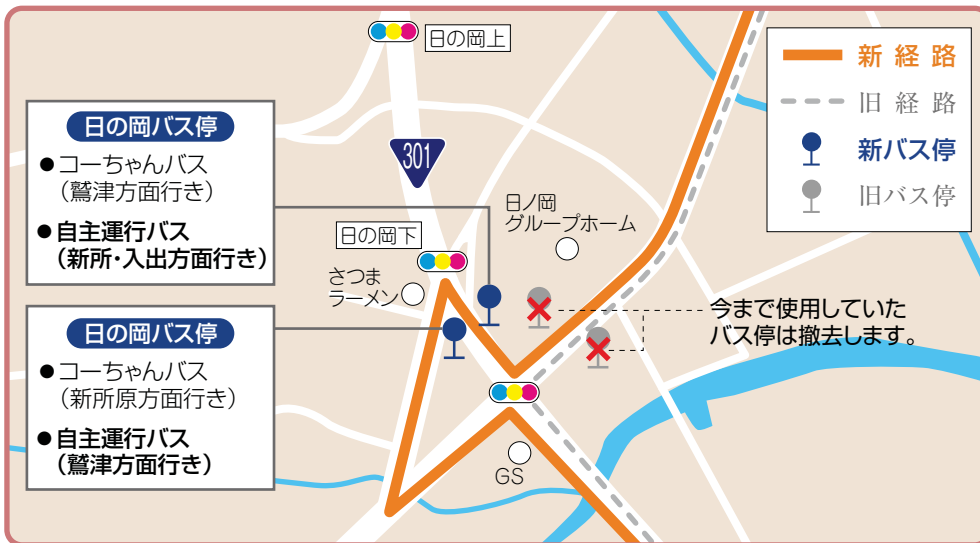 日の岡上
新経路
旧経路
新バス停
旧バス停
日の岡バス停
●コーちゃんバス
(鷲津方面行き)
●自主運行バス
(新所・入出方面行き)
301
日ノ岡
グループホーム
日の岡下
さつま
ラーメン
今まで使用していた
バス停は撤去します。
日の岡バス停
●コーちゃんバス
(新所原方面行き)
●自主運行バス
(鷲津方面行き)
GS